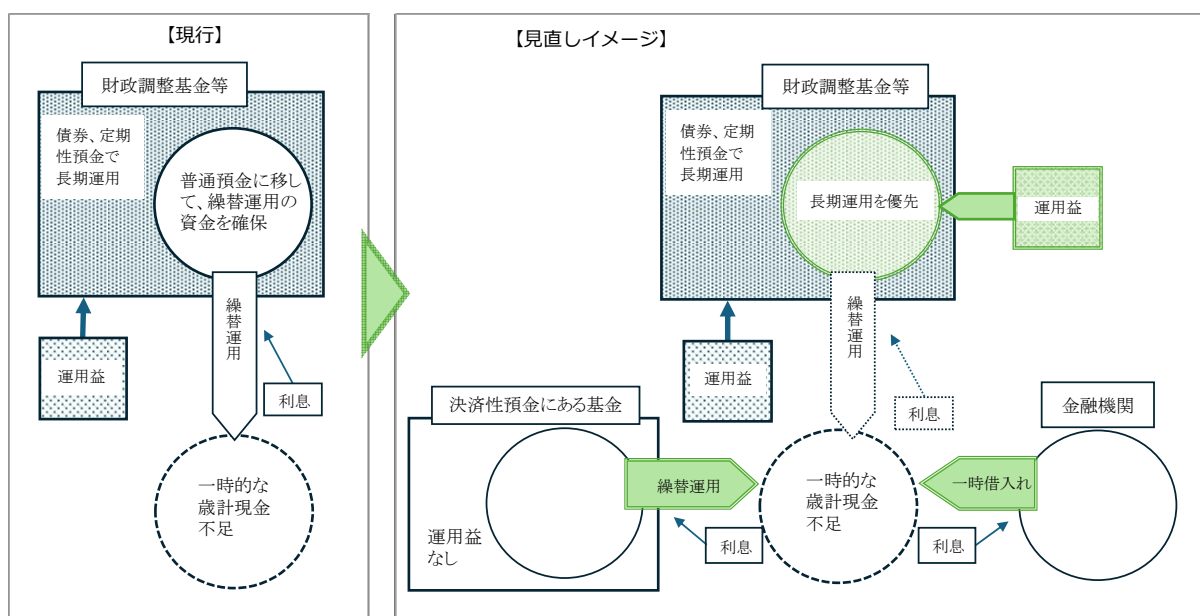 【現行】
財政調整基金等
債券、定期
性預金で
長期運用
普通預金に移し
て、繰替運用の
資金を確保
繰替運用
運用益
利息
一時的な
歳計現金
不足
【見直しイメージ】
財政調整基金等
債券、定期
性預金で
長期運用
長期運用を優先
運用益
繰替運用
運用益
利息
決済性預金にある基金
金融機関
繰替運用
一時的な
歳計現金
不足
一時借入れ
運用益
なし
利息
利息